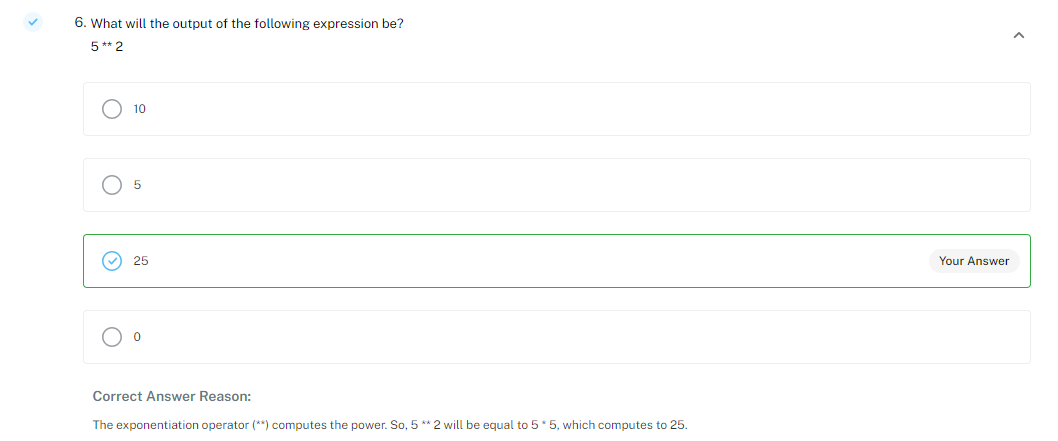 6. What will the output of the following expression be?
5 ** 2
10
5
25 Your Answer
0
Correct Answer Reason:
The exponentiation operator (**) computes the power. So, 5 ** 2 will be equal to 5 * 5, which computes to 25.